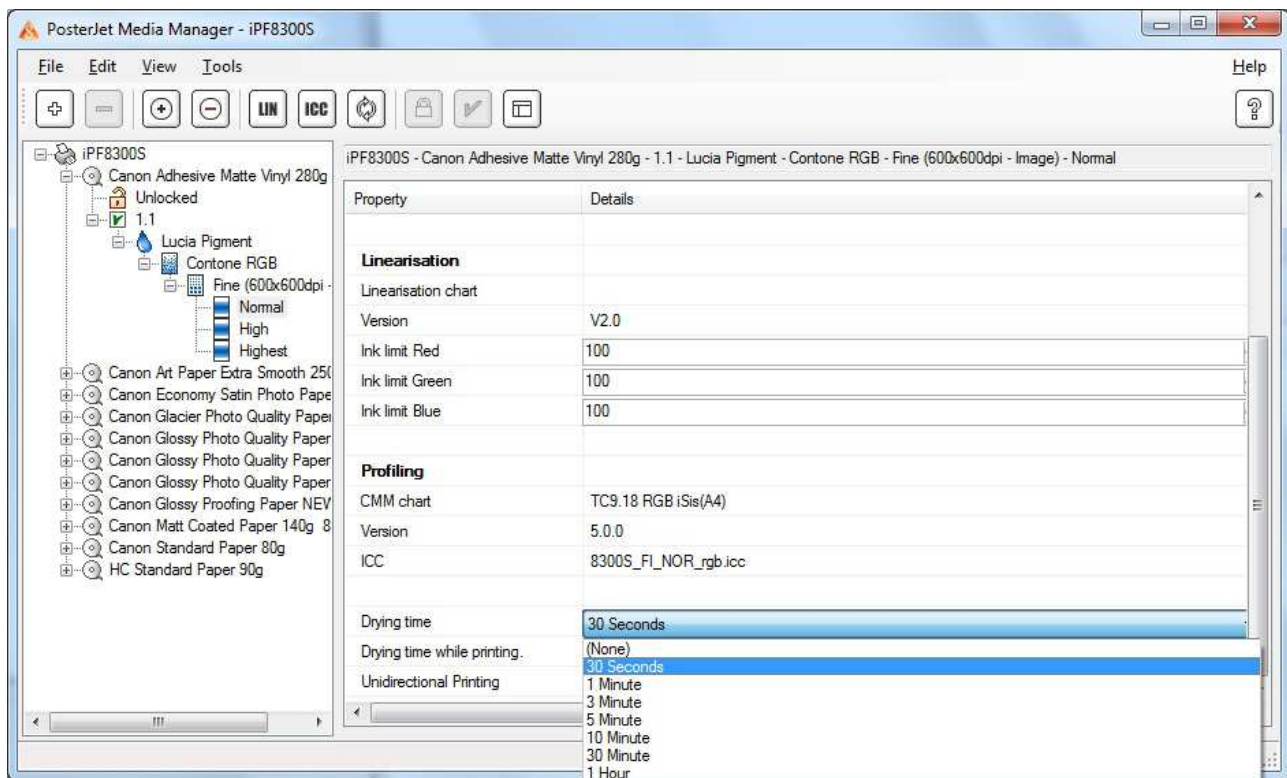 PosterJet Media Manager - iPF8300S
File Edit View Tools Help
LIN ICC
iPF8300S
Canon Adhesive Matte Vinyl 280g
Unlocked
1.1
Lucia Pigment
Contone RGB
Fine (600x600dpi -
Normal
High
Highest
Canon Art Paper Extra Smooth 250
Canon Economy Satin Photo Pape
Canon Glacier Photo Quality Paper
Canon Glossy Photo Quality Paper
Canon Glossy Photo Quality Paper
Canon Glossy Photo Quality Paper
Canon Glossy Proofing Paper NEW
Canon Matt Coated Paper 140g 8
Canon Standard Paper 80g
HC Standard Paper 90g
iPF8300S - Canon Adhesive Matte Vinyl 280g - 1.1 - Lucia Pigment - Contone RGB - Fine (600x600dpi - Image) - Normal
Property Details
Linearisation
Linearisation chart
Version V2.0
Ink limit Red 100
Ink limit Green 100
Ink limit Blue 100
Profiling
CMM chart TC9.18 RGB iSis(A4)
Version 5.0.0
ICC 8300S_FI_NOR_rgb.icc
Drying time 30 Seconds
Drying time while printing.
Unidirectional Printing
(None)
30 Seconds
1 Minute
3 Minute
5 Minute
10 Minute
30 Minute
1 Hour